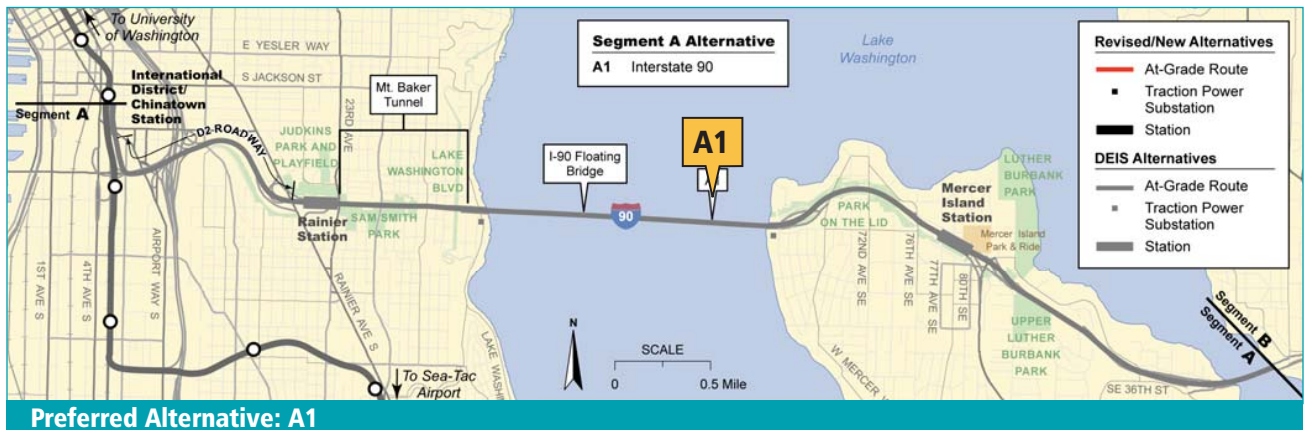 To University
of Washington
E YESLER WAY
S JACKSON ST
International
District/
Chinatown
Station
Segment A
D2 ROADWAY
JUDKINS
PARK AND
PLAYFIELD
23RD AVE
Mt. Baker
Tunnel
LAKE
WASHINGTON
BLVD
Rainier
Station
SAM SMITH
PARK
1ST AVE S
4TH AVE S
AIRPORT WAY S
RAINIER AVE S
To Sea-Tac
Airport
LAKE WASHIN
Segment A Alternative
A1 Interstate 90
Lake
Washington
I-90 Floating
Bridge
90
A1
N
SCALE
0 0.5 Mile
PARK
ON THE LID
LUTHER
BURBANK
PARK
Mercer
Island
Station
Mercer Island
Park & Ride
72ND AVE SE
76TH AVE SE
77TH AVE SE
80TH SE
UPPER
LUTHER
BURBANK
PARK
W MERCER
SE 36TH ST
Segment B
Segment A
Revised/New Alternatives
At-Grade Route
Traction Power
Substation
Station
DEIS Alternatives
At-Grade Route
Traction Power
Substation
Station
Preferred Alternative: A1